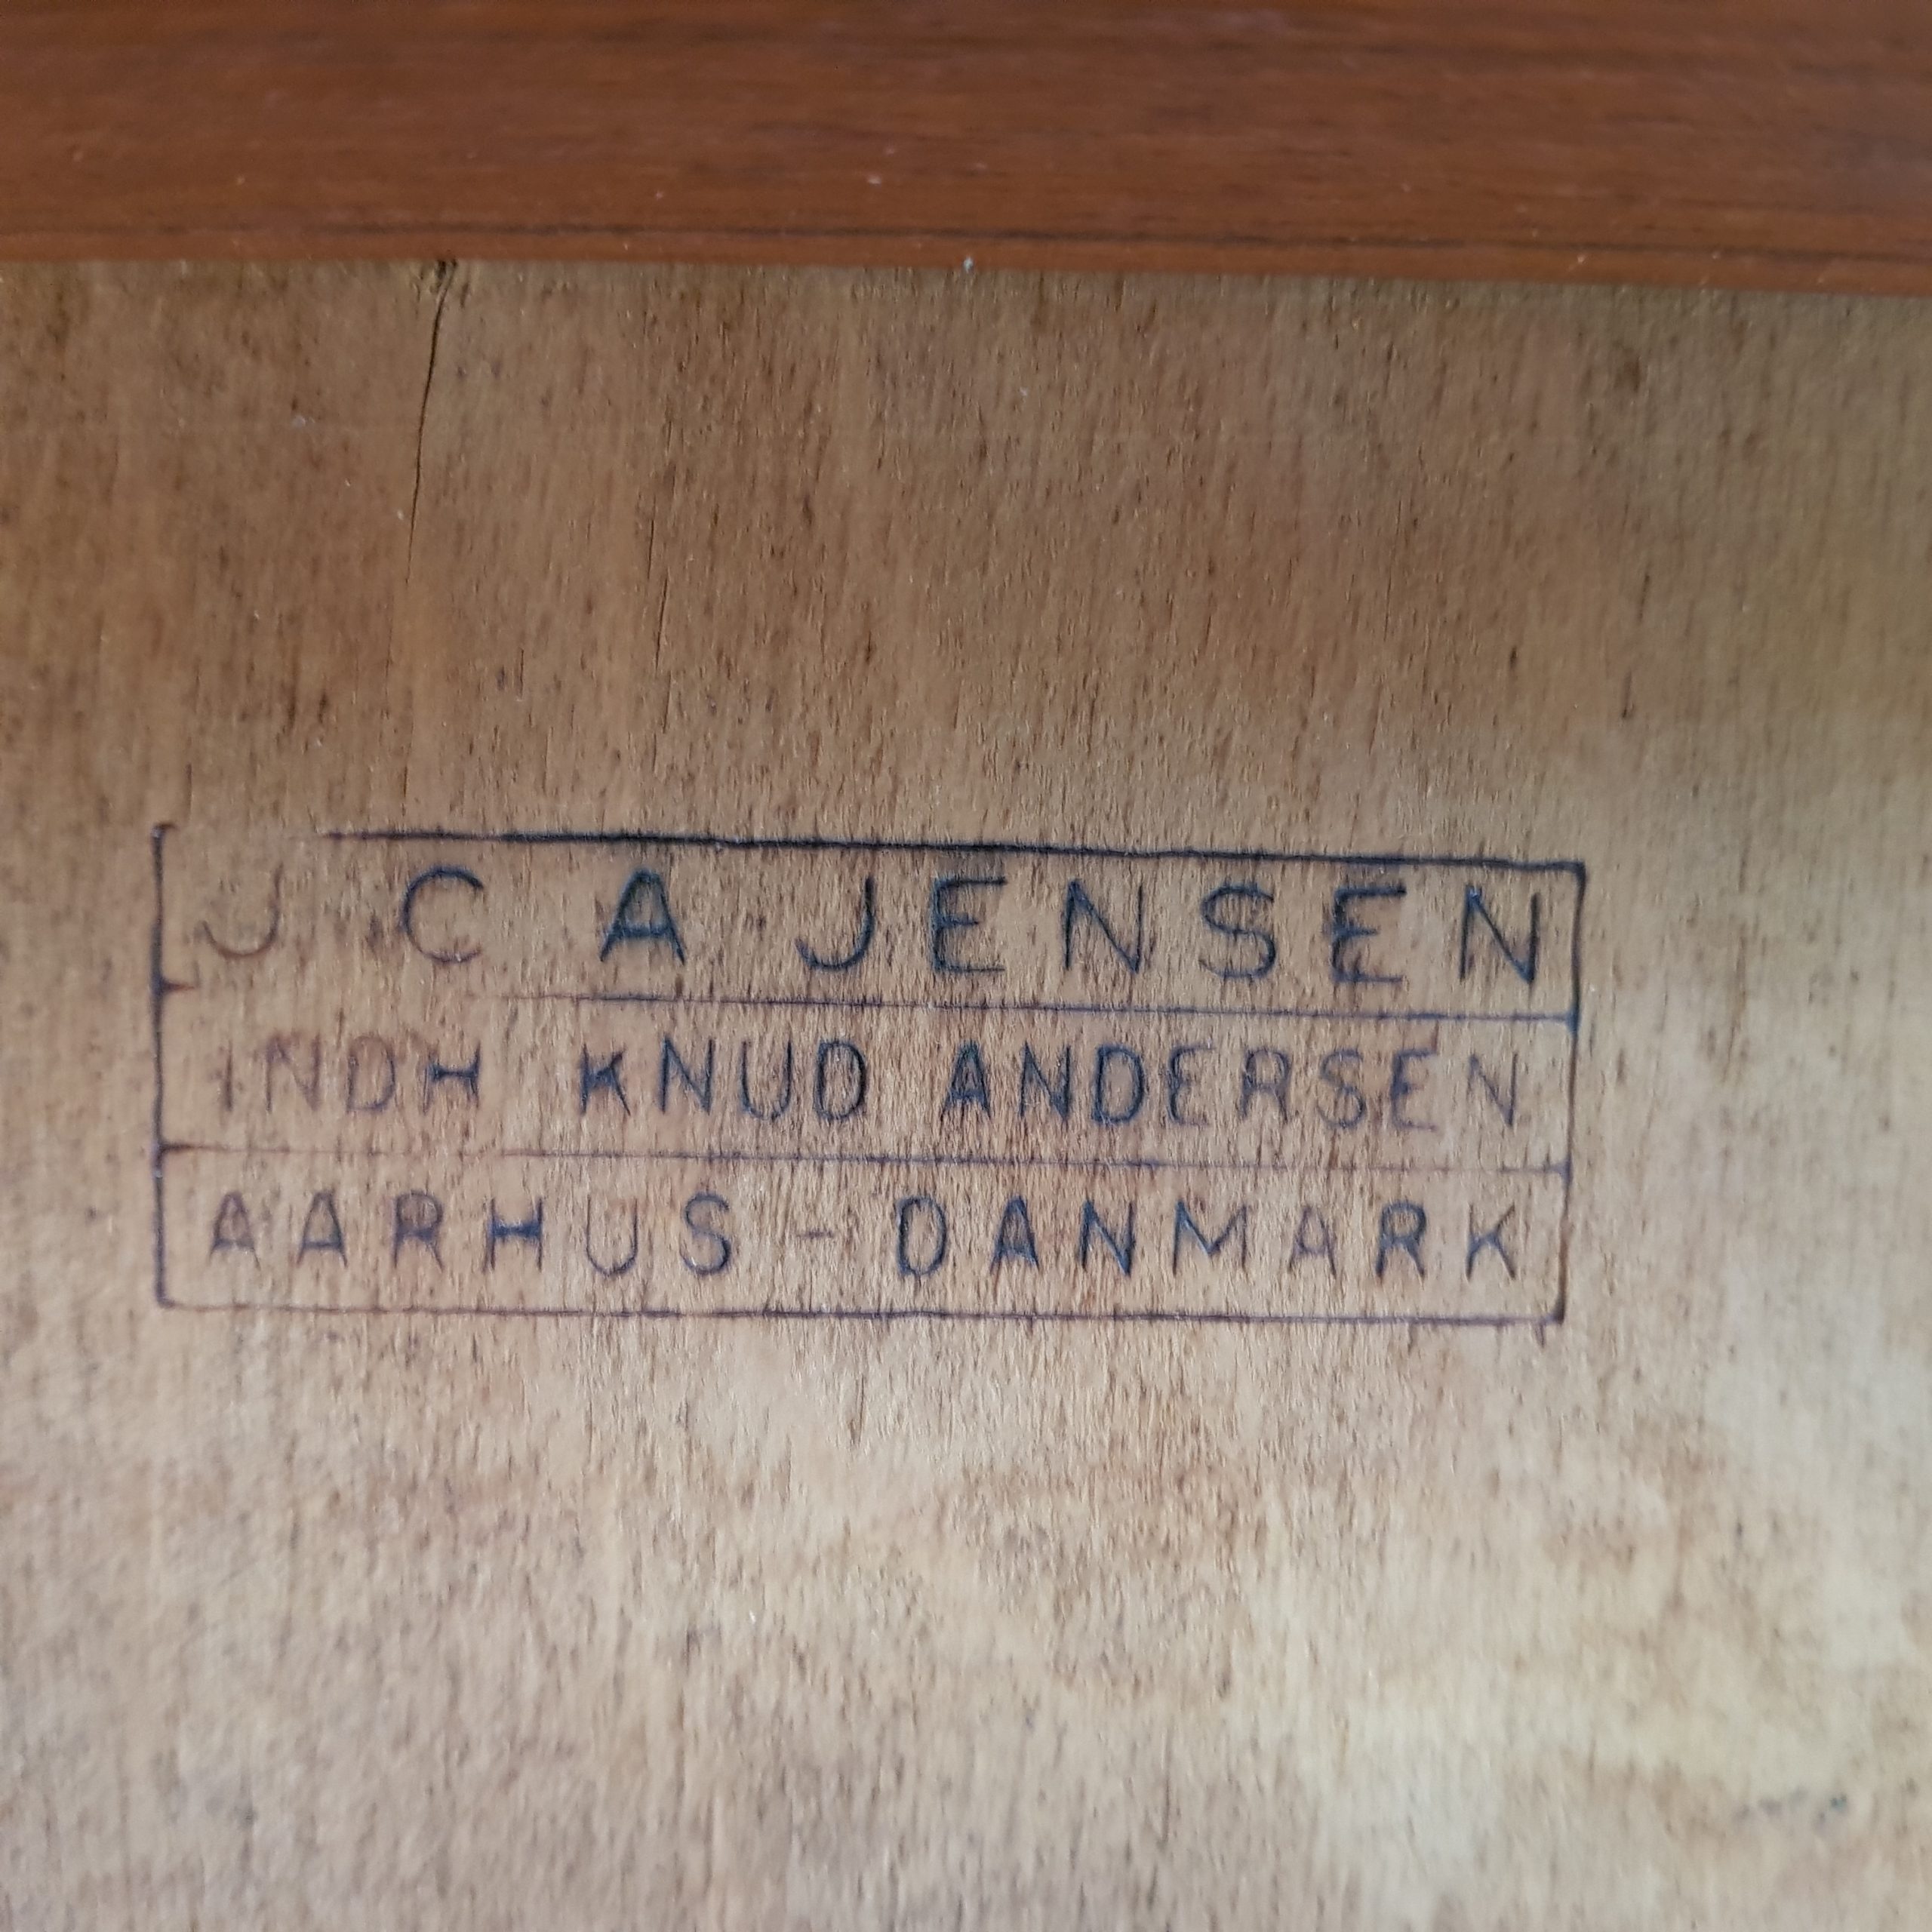 J C A JENSEN
INDH KNUD ANDERSEN
AARHUS - DANMARK